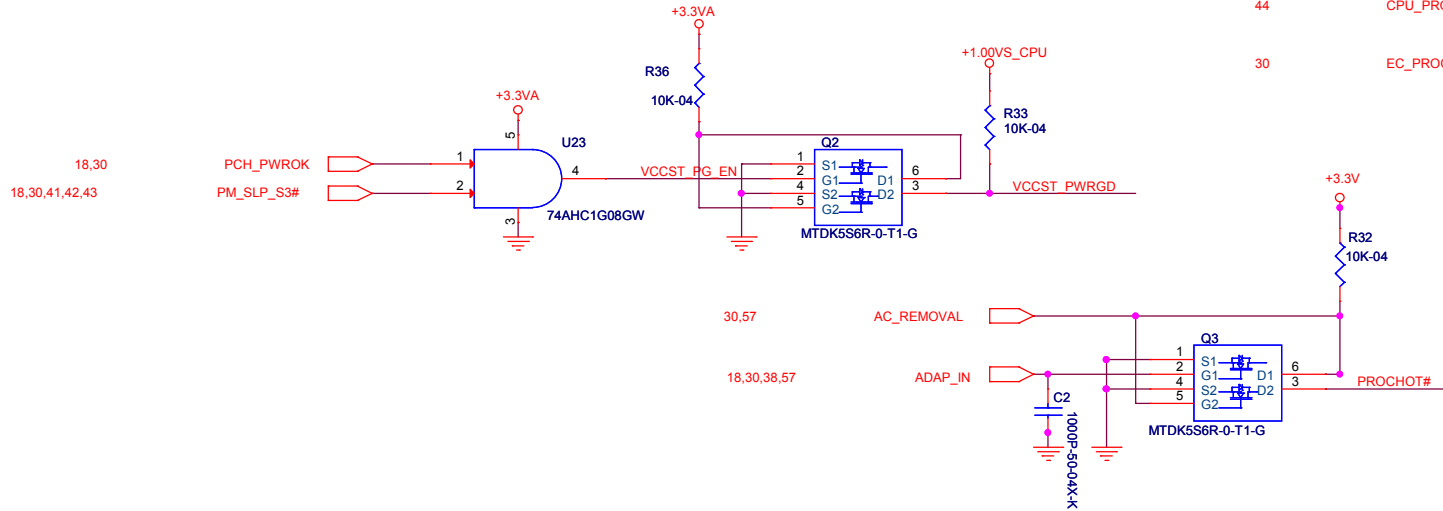 44 CPU_PRO
+3.3VA
+1.00VS_CPU
30 EC_PRO
R36
10K-04
+3.3VA
R33
10K-04
5
U23
Q2
18,30 PCH_PWROK 1
4
VCCST_PG_EN
1 S1
2 G1 D1 6
4 S2 D2 3
5 G2
VCCST_PWRGD
18,30,41,42,43 PM_SLP_S3# 2
3
74AHC1G08GW
MTDK5S6R-0-T1-G
+3.3V
R32
10K-04
30,57 AC_REMOVAL
Q3
18,30,38,57 ADAP_IN
1 S1
2 G1 D1 6
4 S2 D2 3
5 G2
PROCHOT#
C2
1000P-50-04X-K
MTDK5S6R-0-T1-G